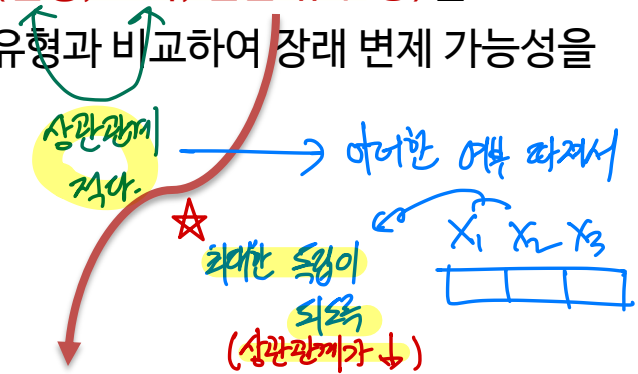 유형과 비교하여 장래 변제 가능성을
상관관계
적다.
이러한 여부 따져서
X₁ X₂ X₃
최대한 독립이
되도록
(상관관계가 ↓)